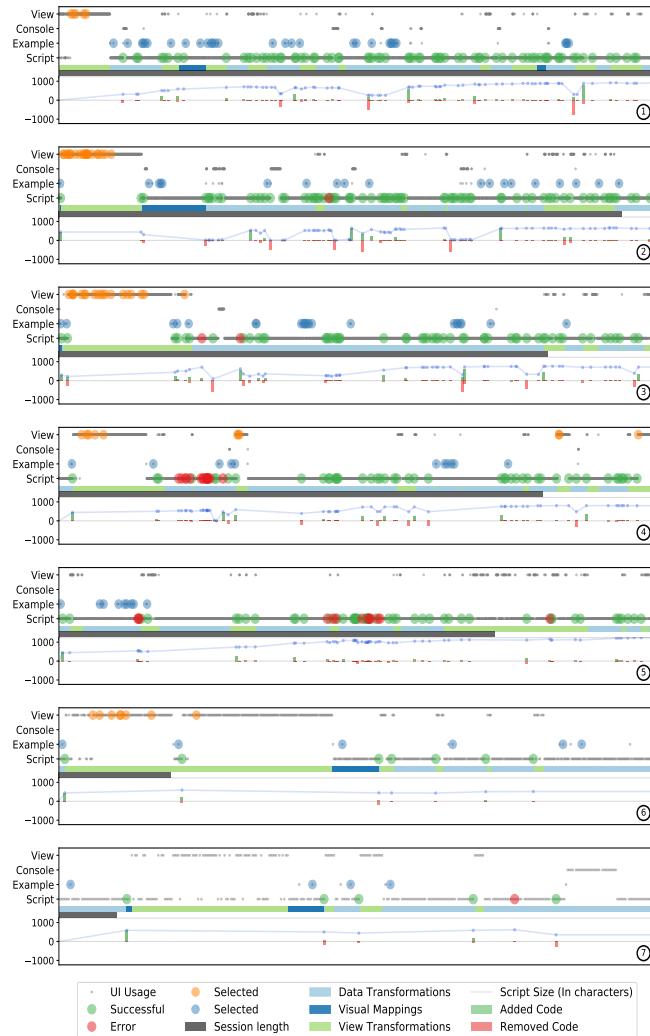 View
Console
Example
Script
1000
0
−1000
1
View
Console
Example
Script
1000
0
−1000
2
View
Console
Example
Script
1000
0
−1000
3
View
Console
Example
Script
1000
0
−1000
4
View
Console
Example
Script
1000
0
−1000
5
View
Console
Example
Script
1000
0
−1000
6
View
Console
Example
Script
1000
0
−1000
7
UI Usage Selected Data Transformations Script Size (In characters)
Successful Selected Visual Mappings Added Code
Error Session length View Transformations Removed Code